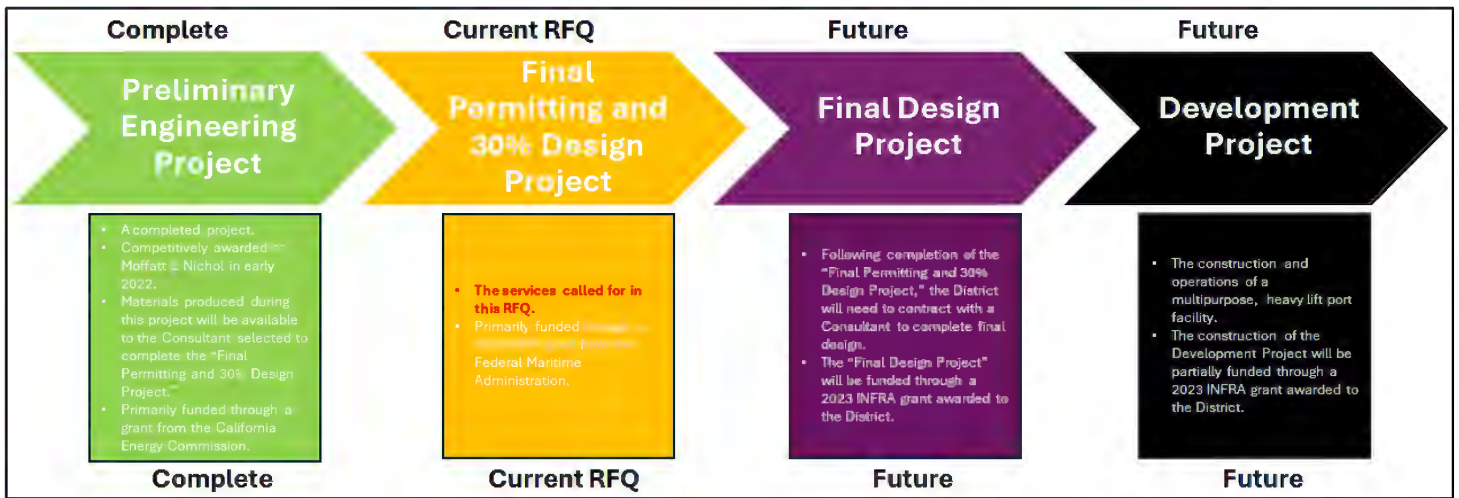 Complete
Current RFQ
Future
Future
Preliminary
Engineering
Project
Final
Permitting and
30% Design
Project
Final Design
Project
Development
Project
• A completed project.
• Competitively awarded
Moffatt & Nichol in early
2022.
• Materials produced during
this project will be available
to the Consultant selected to
complete the "Final
Permitting and 30% Design
Project."
• Primarily funded through a
grant from the California
Energy Commission.
• The services called for in
this RFQ.
• Primarily funded
Federal Maritime
Administration.
• Following completion of the
"Final Permitting and 30%
Design Project," the District
will need to contract with a
Consultant to complete final
design.
• The "Final Design Project"
will be funded through a
2023 INFRA grant awarded to
the District.
• The construction and
operations of a
multipurpose, heavy lift port
facility.
• The construction of the
Development Project will be
partially funded through a
2023 INFRA grant awarded to
the District.
Complete
Current RFQ
Future
Future